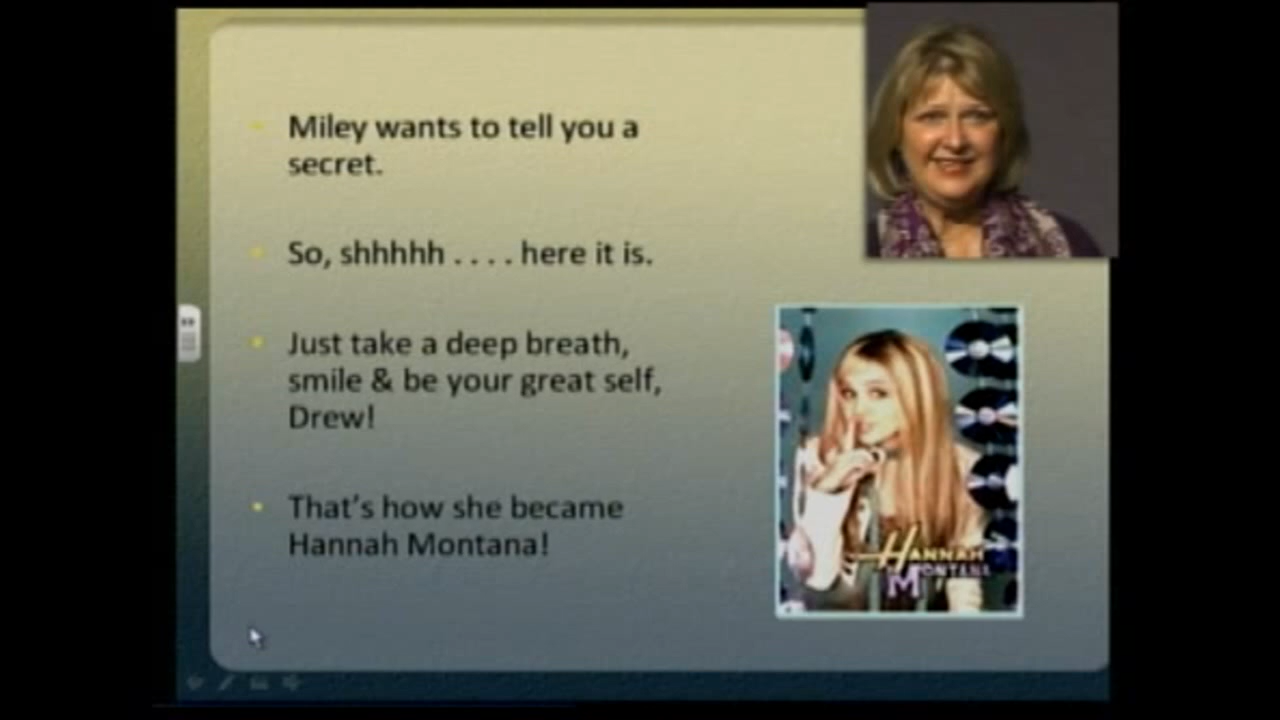 Miley wants to tell you a
secret.
So, shhhhh . . . . here it is.
Just take a deep breath,
smile & be your great self,
Drew!
That's how she became
Hannah Montana!
HANNAH
MONTANA